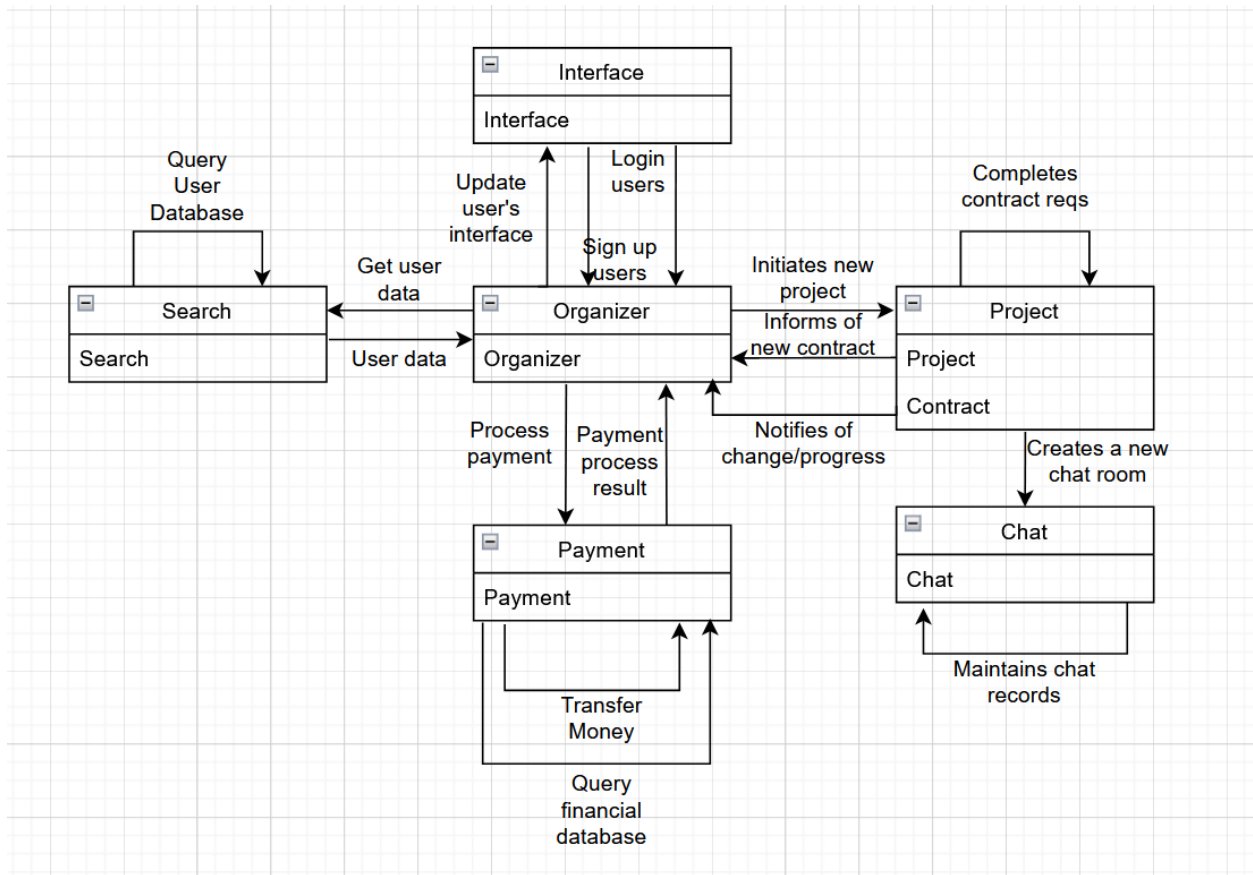 Interface
Interface
Query
User
Database
Update
user's
interface
Login
users
Sign up
users
Completes
contract reqs
Get user
data
Initiates new
project
Search
Search
User data
Organizer
Organizer
Informs of
new contract
Project
Project
Contract
Process
payment
Payment
process
result
Notifies of
change/progress
Creates a new
chat room
Payment
Payment
Chat
Chat
Transfer
Money
Maintains chat
records
Query
financial
database